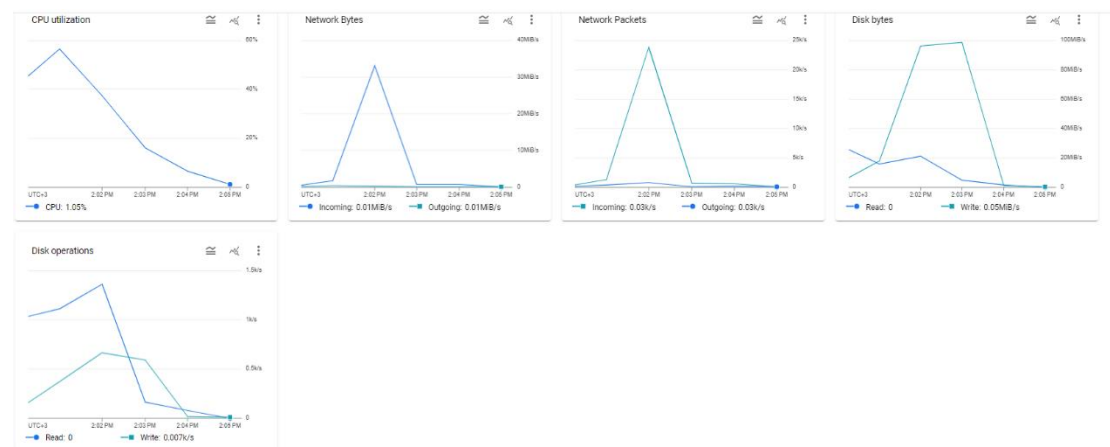 CPU utilization
60%
40%
20%
0
UTC+3 2:02 PM 2:03 PM 2:04 PM 2:05 PM
CPU: 1.05%
Network Bytes
40MiB/s
30MiB/s
20MiB/s
10MiB/s
0
UTC+3 2:02 PM 2:03 PM 2:04 PM 2:05 PM
Incoming: 0.01MiB/s Outgoing: 0.01MiB/s
Network Packets
25k/s
20k/s
15k/s
10k/s
5k/s
0
UTC+3 2:02 PM 2:03 PM 2:04 PM 2:05 PM
Incoming: 0.03k/s Outgoing: 0.03k/s
Disk bytes
100MiB/s
80MiB/s
60MiB/s
40MiB/s
20MiB/s
0
UTC+3 2:02 PM 2:03 PM 2:04 PM 2:05 PM
Read: 0 Write: 0.05MiB/s
Disk operations
1.5k/s
1k/s
0.5k/s
0
UTC+3 2:02 PM 2:03 PM 2:04 PM 2:05 PM
Read: 0 Write: 0.007k/s